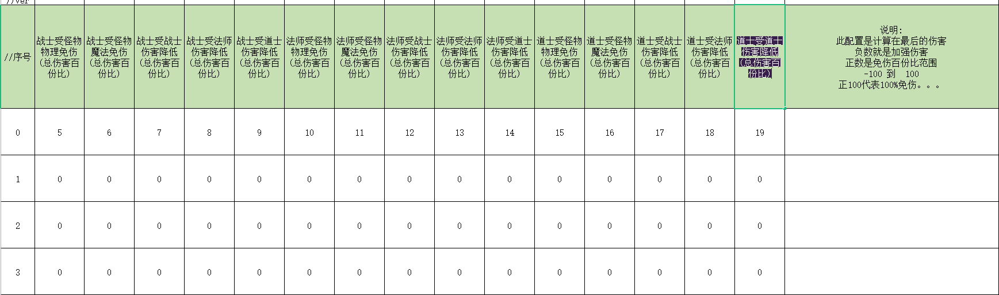 //ver
//序号
战士受怪物
物理免伤
(总伤害百
份比)
战士受怪物
魔法免伤
(总伤害百
份比)
战士受战士
伤害降低
(总伤害百
份比)
战士受法师
伤害降低
(总伤害百
份比)
战士受道士
伤害降低
(总伤害百
份比)
法师受怪物
物理免伤
(总伤害百
份比)
法师受怪物
魔法免伤
(总伤害百
份比)
法师受战士
伤害降低
(总伤害百
份比)
法师受法师
伤害降低
(总伤害百
份比)
法师受道士
伤害降低
(总伤害百
份比)
道士受怪物
物理免伤
(总伤害百
份比)
道士受怪物
魔法免伤
(总伤害百
份比)
道士受战士
伤害降低
(总伤害百
份比)
道士受法师
伤害降低
(总伤害百
份比)
道士受道士
伤害降低
(总伤害百
份比)
说明:
此配置是计算在最后的伤害
负数就是加强伤害
正数是免伤百份比范围
-100 到  100
正100代表100%免伤。。。
0 5 6 7 8 9 10 11 12 13 14 15 16 17 18 19
1 0 0 0 0 0 0 0 0 0 0 0 0 0 0 0
2 0 0 0 0 0 0 0 0 0 0 0 0 0 0 0
3 0 0 0 0 0 0 0 0 0 0 0 0 0 0 0